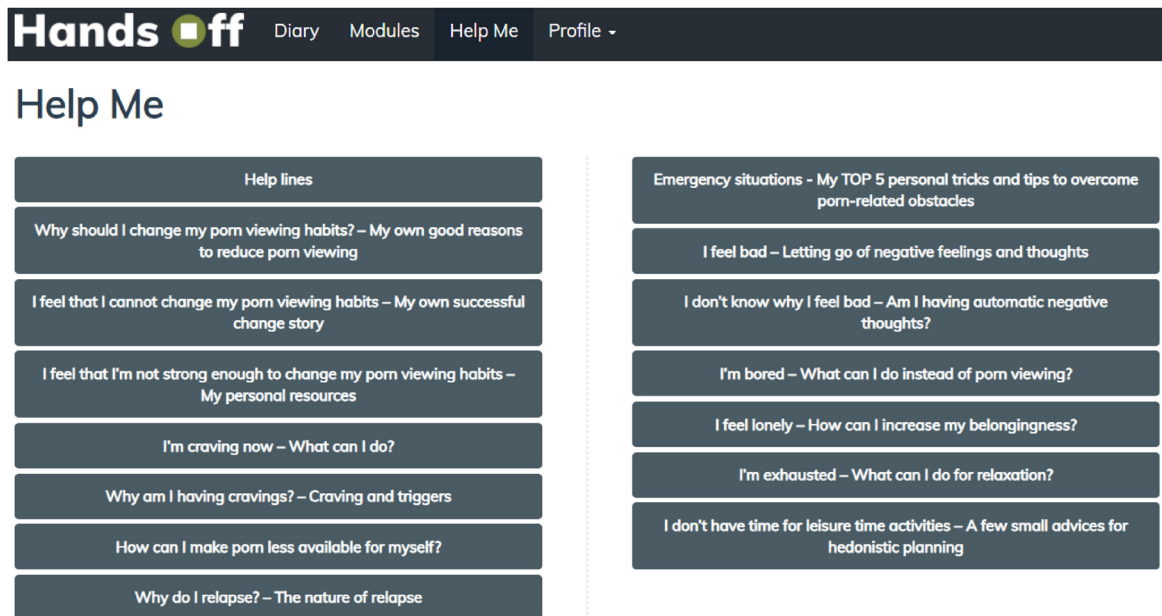 Hands Off Diary Modules Help Me Profile
Help Me
Help lines
Why should I change my porn viewing habits? – My own good reasons
to reduce porn viewing
I feel that I cannot change my porn viewing habits – My own successful
change story
I feel that I'm not strong enough to change my porn viewing habits –
My personal resources
I'm craving now – What can I do?
Why am I having cravings? – Craving and triggers
How can I make porn less available for myself?
Why do I relapse? – The nature of relapse
Emergency situations - My TOP 5 personal tricks and tips to overcome
porn-related obstacles
I feel bad – Letting go of negative feelings and thoughts
I don't know why I feel bad – Am I having automatic negative
thoughts?
I'm bored – What can I do instead of porn viewing?
I feel lonely – How can I increase my belongingness?
I'm exhausted – What can I do for relaxation?
I don't have time for leisure time activities – A few small advices for
hedonistic planning